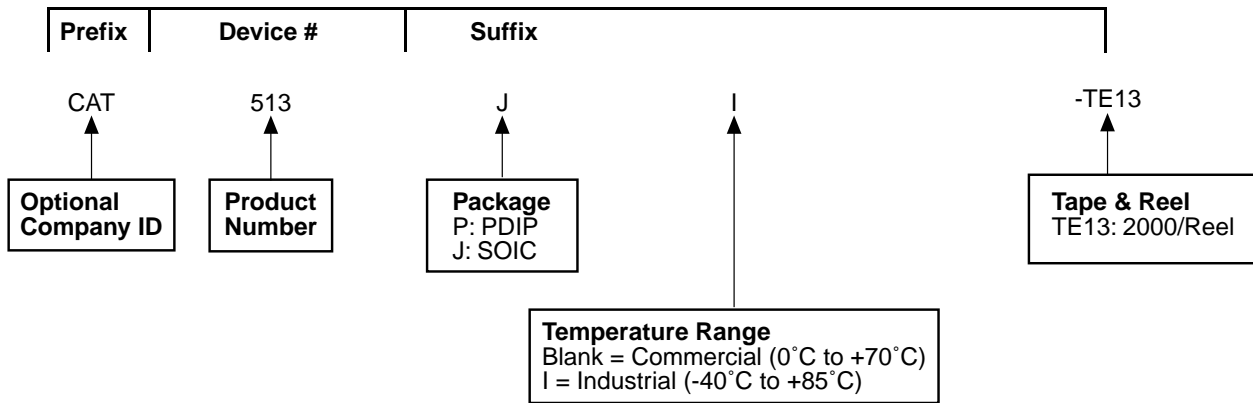 Prefix Device # Suffix
CAT 513 J I -TE13
Optional
Company ID
Product
Number
Package
P: PDIP
J: SOIC
Tape & Reel
TE13: 2000/Reel
Temperature Range
Blank = Commercial (0˚C to +70˚C)
I = Industrial (-40˚C to +85˚C)